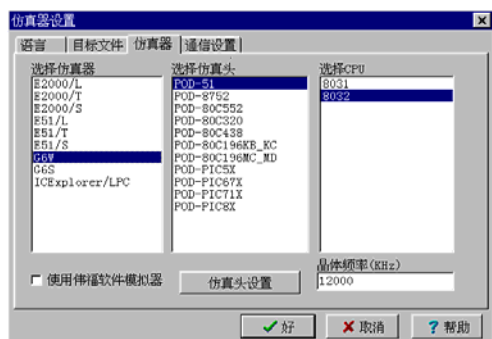 仿真器设置
语言 目标文件 仿真器 通信设置
选择仿真器 选择仿真头 选择CPU
E2000/L POD-51 8031
E2000/T POD-8752 8032
E2000/S POD-80C552
E51/L POD-80C320
E51/T POD-80C438
E51/S POD-80C196KB_KC
G6W POD-80C196MC_MD
G6S POD-PIC5X
ICExplorer/LPC POD-PIC67X
POD-PIC71X
POD-PIC8X
晶体频率(KHz)
使用伟福软件模拟器 仿真头设置 12000
好 取消 ? 帮助